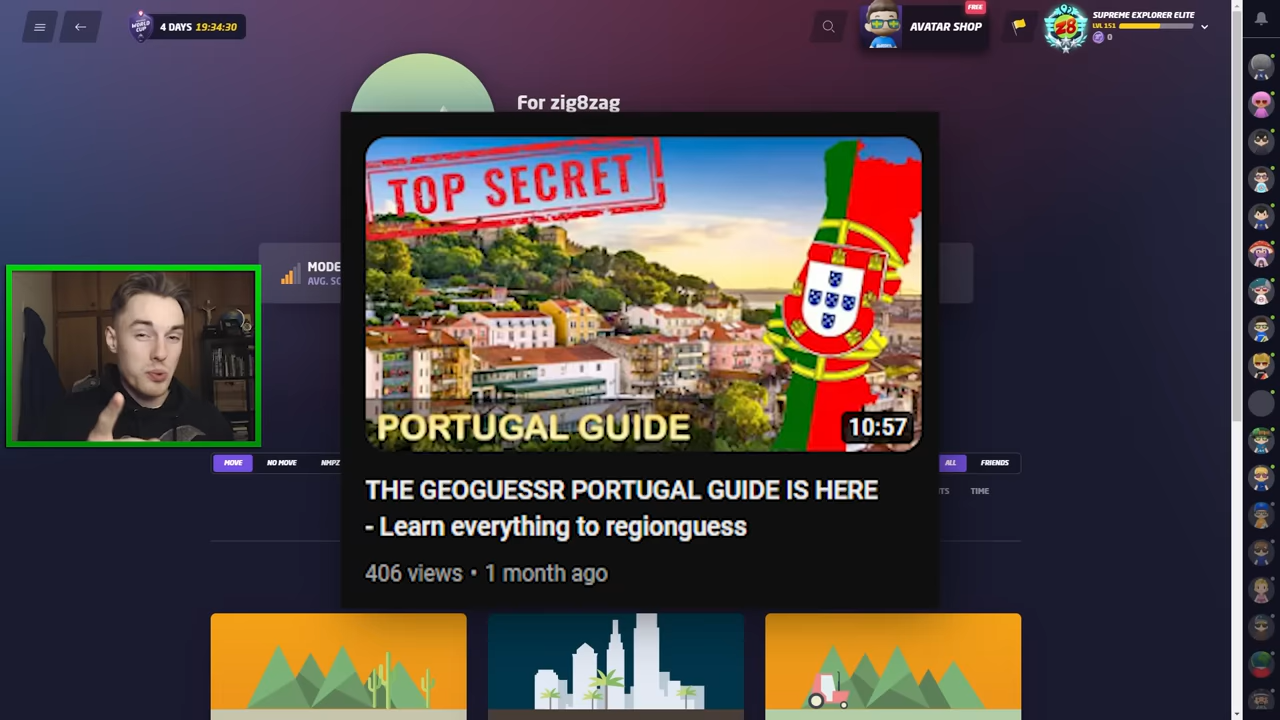 4 DAYS 19:34:30
FREE
AVATAR SHOP
SUPREME EXPLORER ELITE
LVL 151
0
For zig8zag
TOP SECRET
PORTUGAL GUIDE
10:57
THE GEOGUESSR PORTUGAL GUIDE IS HERE
- Learn everything to regionguess
406 views • 1 month ago
MODE
AVG. SC
MOVE NO MOVE NMPZ
ALL FRIENDS
TS TIME